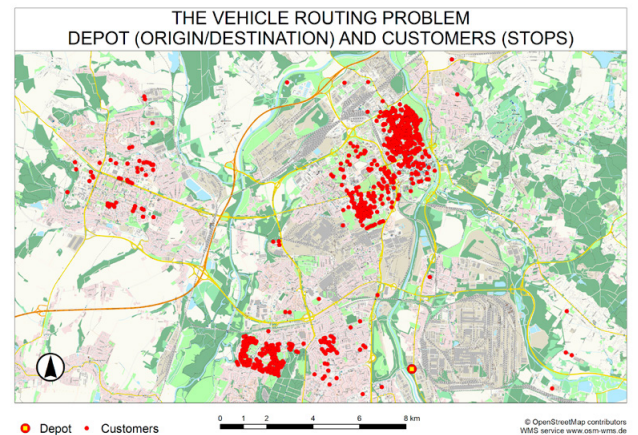 THE VEHICLE ROUTING PROBLEM
DEPOT (ORIGIN/DESTINATION) AND CUSTOMERS (STOPS)
Depot Customers
0 1 2 4 6 8 km
© OpenStreetMap contributors
WMS service www.osm-wms.de